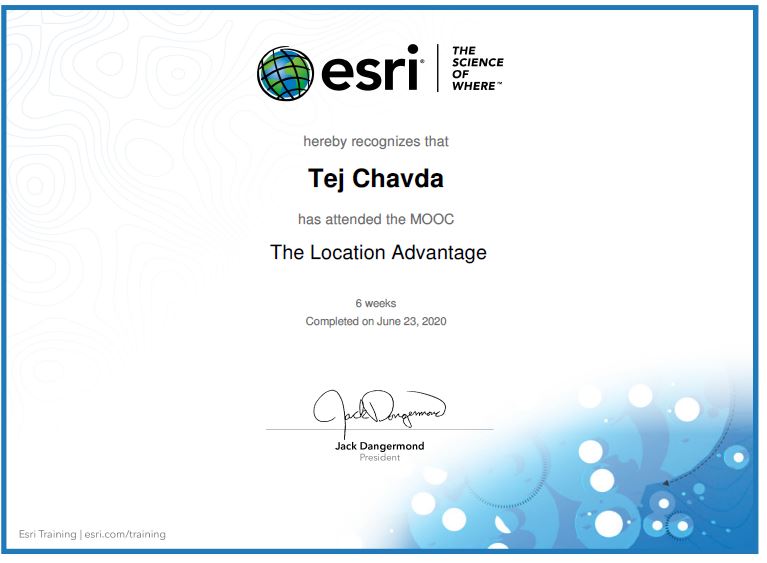 esri®
THE
SCIENCE
OF
WHERE™
hereby recognizes that
Tej Chavda
has attended the MOOC
The Location Advantage
6 weeks
Completed on June 23, 2020
Jack Dangermond
Jack Dangermond
President
Esri Training | esri.com/training